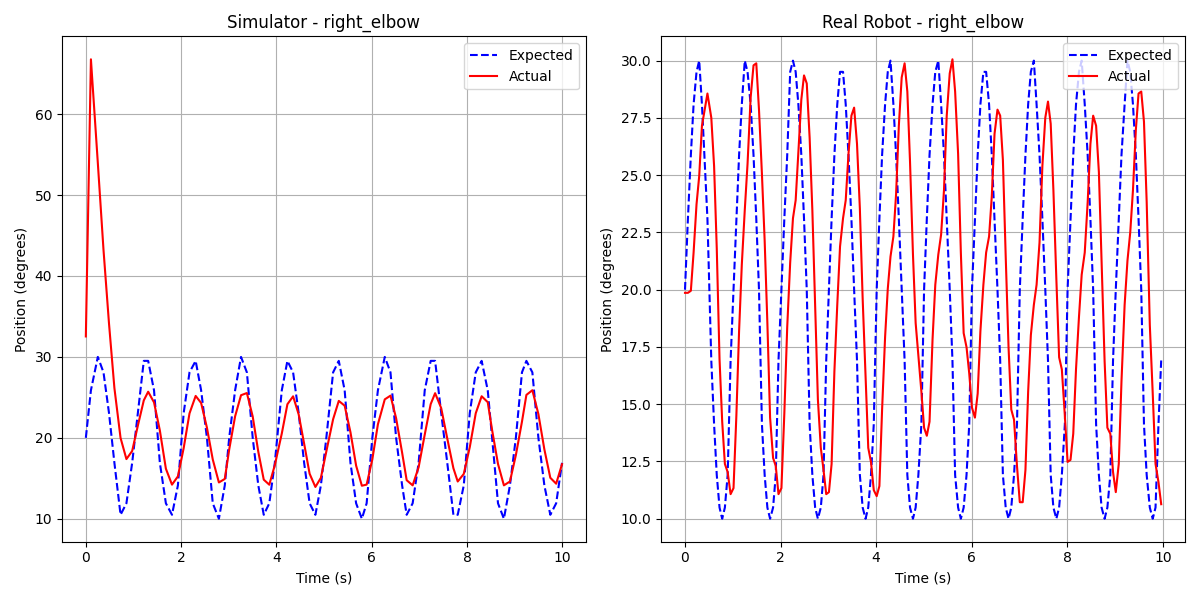 Simulator - right_elbow
Expected
Actual
Position (degrees)
60
50
40
30
20
10
0
2
4
6
8
10
Time (s)
Real Robot - right_elbow
Expected
Actual
Position (degrees)
30.0
27.5
25.0
22.5
20.0
17.5
15.0
12.5
10.0
0
2
4
6
8
10
Time (s)